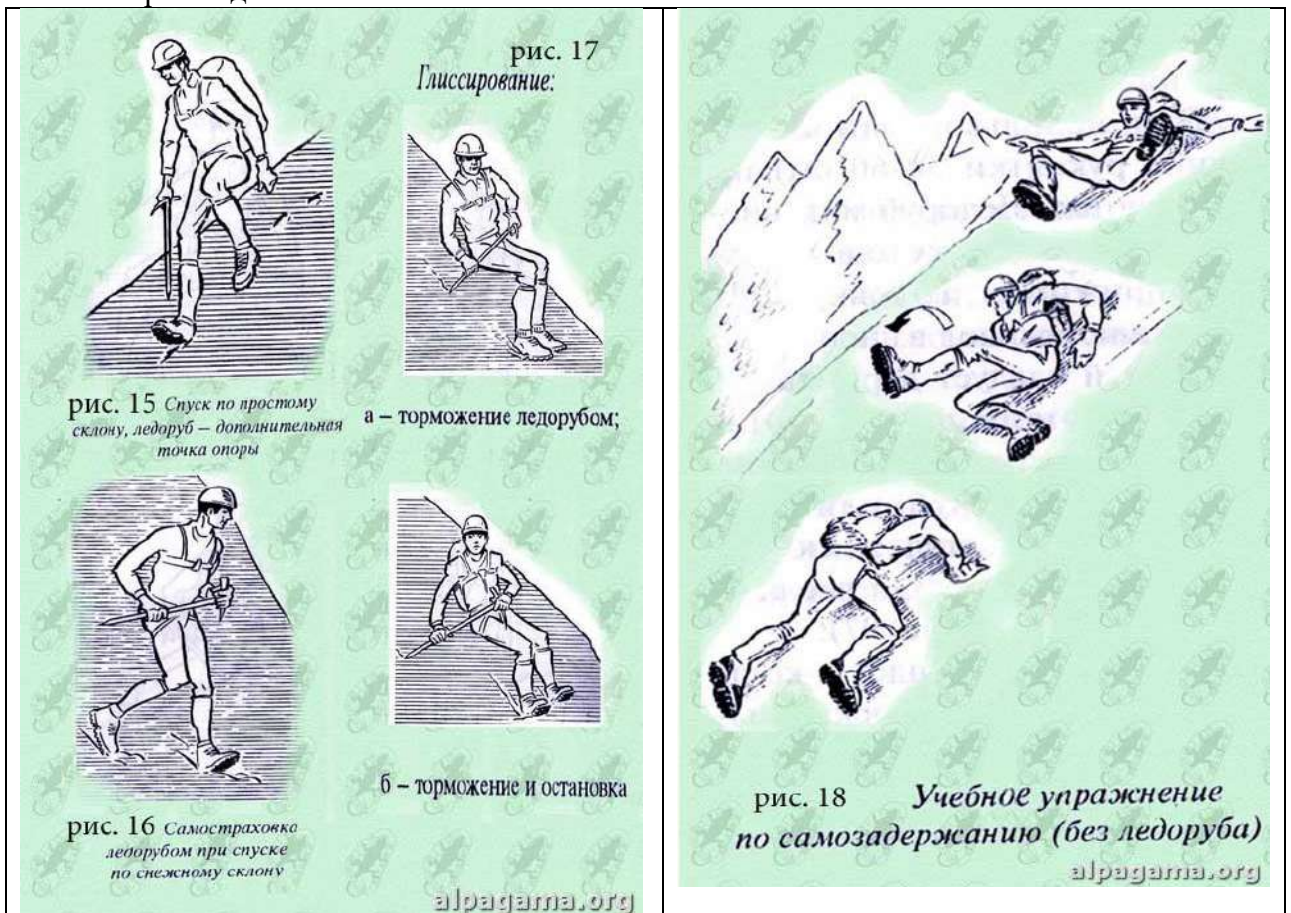 рис. 17
Глиссирование:
рис. 15 Спуск по простому
склону, ледоруб – дополнительная
точка опоры
а – торможение ледорубом;
рис. 16 Самостраховка
ледорубом при спуске
по снежному склону
б – торможение и остановка
alpagama.org
рис. 18 Учебное упражнение
по самозадержанию (без ледоруба)
alpagama.org